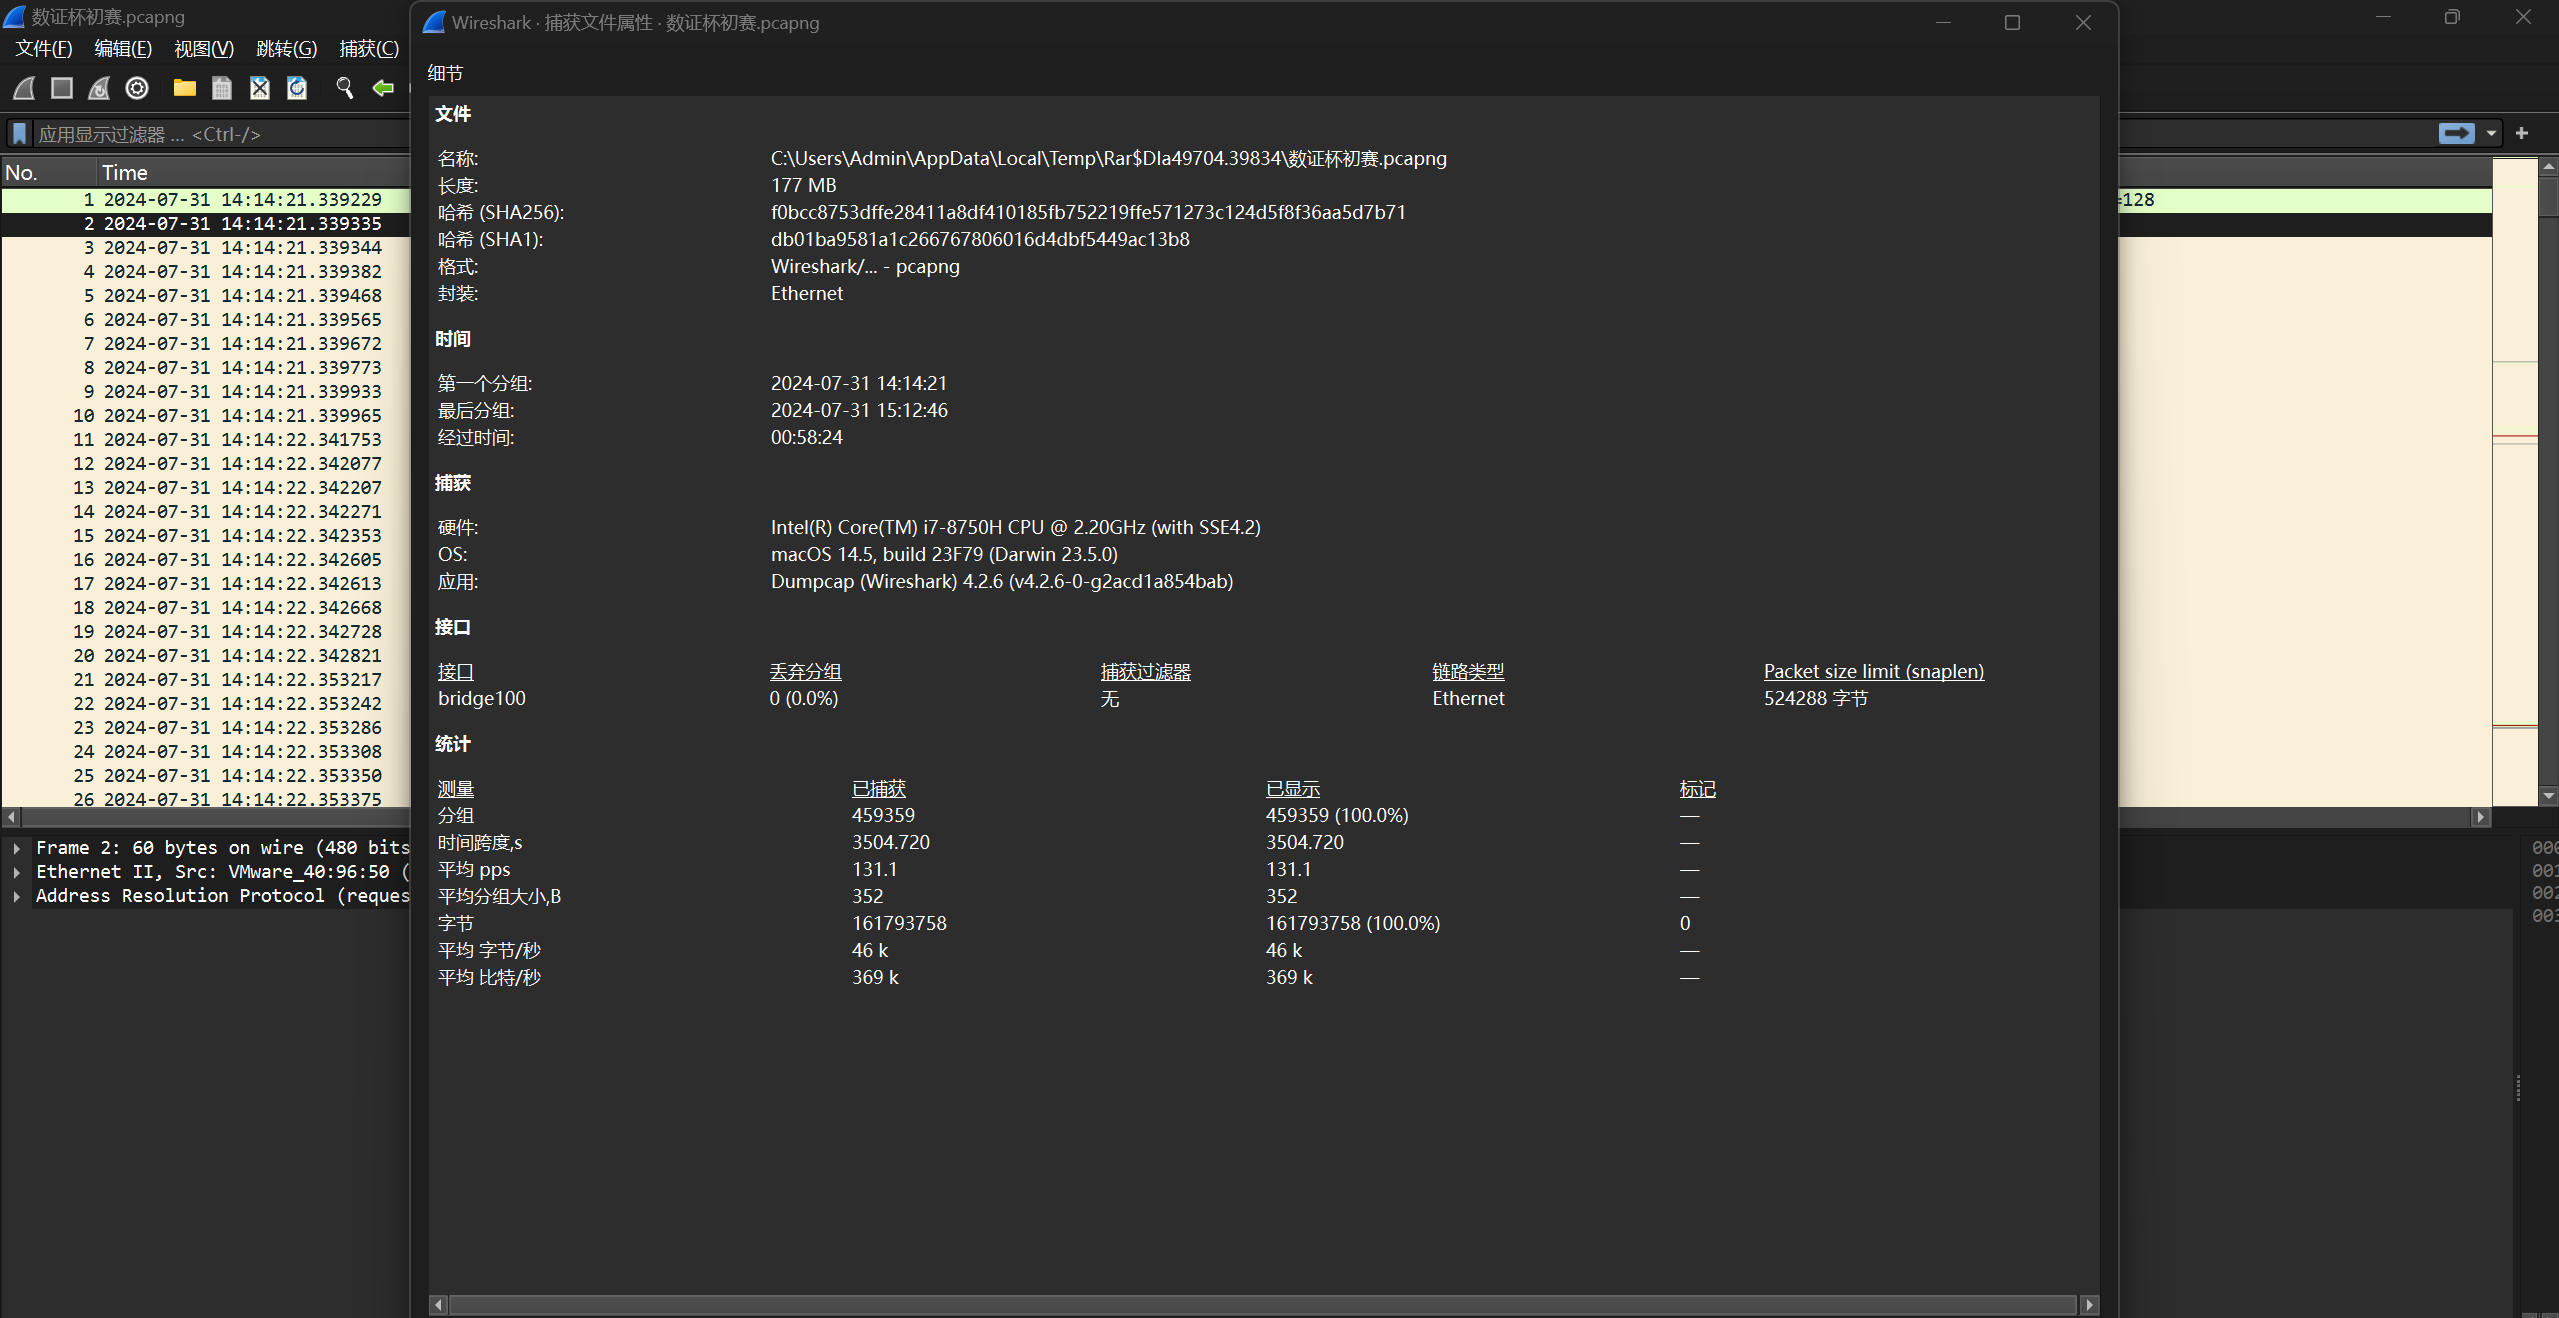 数证杯初赛.pcapng
文件(F) 编辑(E) 视图(V) 跳转(G) 捕获(C)
应用显示过滤器 ... <Ctrl-/>
No. Time
1 2024-07-31 14:14:21.339229
2 2024-07-31 14:14:21.339335
3 2024-07-31 14:14:21.339344
4 2024-07-31 14:14:21.339382
5 2024-07-31 14:14:21.339468
6 2024-07-31 14:14:21.339565
7 2024-07-31 14:14:21.339672
8 2024-07-31 14:14:21.339773
9 2024-07-31 14:14:21.339933
10 2024-07-31 14:14:21.339965
11 2024-07-31 14:14:22.341753
12 2024-07-31 14:14:22.342077
13 2024-07-31 14:14:22.342207
14 2024-07-31 14:14:22.342271
15 2024-07-31 14:14:22.342353
16 2024-07-31 14:14:22.342605
17 2024-07-31 14:14:22.342613
18 2024-07-31 14:14:22.342668
19 2024-07-31 14:14:22.342728
20 2024-07-31 14:14:22.342821
21 2024-07-31 14:14:22.353217
22 2024-07-31 14:14:22.353242
23 2024-07-31 14:14:22.353286
24 2024-07-31 14:14:22.353308
25 2024-07-31 14:14:22.353350
26 2024-07-31 14:14:22.353375
Frame 2: 60 bytes on wire (480 bits
Ethernet II, Src: VMware_40:96:50 (
Address Resolution Protocol (reques
Wireshark · 捕获文件属性 · 数证杯初赛.pcapng
细节
文件
名称: C:\Users\Admin\AppData\Local\Temp\Rar$DIa49704.39834\数证杯初赛.pcapng
长度: 177 MB
哈希 (SHA256): f0bcc8753dffe28411a8df410185fb752219ffe571273c124d5f8f36aa5d7b71
哈希 (SHA1): db01ba9581a1c266767806016d4dbf5449ac13b8
格式: Wireshark/... - pcapng
封装: Ethernet
时间
第一个分组: 2024-07-31 14:14:21
最后分组: 2024-07-31 15:12:46
经过时间: 00:58:24
捕获
硬件: Intel(R) Core(TM) i7-8750H CPU @ 2.20GHz (with SSE4.2)
OS: macOS 14.5, build 23F79 (Darwin 23.5.0)
应用: Dumpcap (Wireshark) 4.2.6 (v4.2.6-0-g2acd1a854bab)
接口
接口 丢弃分组 捕获过滤器 链路类型 Packet size limit (snaplen)
bridge100 0 (0.0%) 无 Ethernet 524288 字节
统计
测量 已捕获 已显示 标记
分组 459359 459359 (100.0%) —
时间跨度,s 3504.720 3504.720 —
平均 pps 131.1 131.1 —
平均分组大小,B 352 352 —
字节 161793758 161793758 (100.0%) 0
平均 字节/秒 46 k 46 k —
平均 比特/秒 369 k 369 k —
=128
000
001
002
003